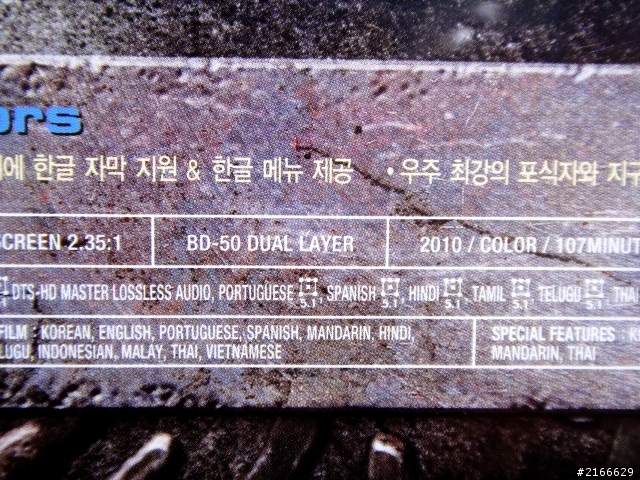 ors
에 한글 자막 지원 & 한글 메뉴 제공 • 우주 최강의 포식자와 지구
SCREEN 2.35:1 BD-50 DUAL LAYER 2010 / COLOR / 107MINUT
DTS-HD MASTER LOSSLESS AUDIO, PORTUGUESE 5.1, SPANISH 5.1, HINDI 5.1, TAMIL 5.1 TELUGU 5.1, THAI
FILM : KOREAN, ENGLISH, PORTUGUESE, SPANISH, MANDARIN, HINDI, SPECIAL FEATURES
LUGU, INDONESIAN, MALAY, THAI, VIETNAMESE MANDARIN, THAI
#2166629